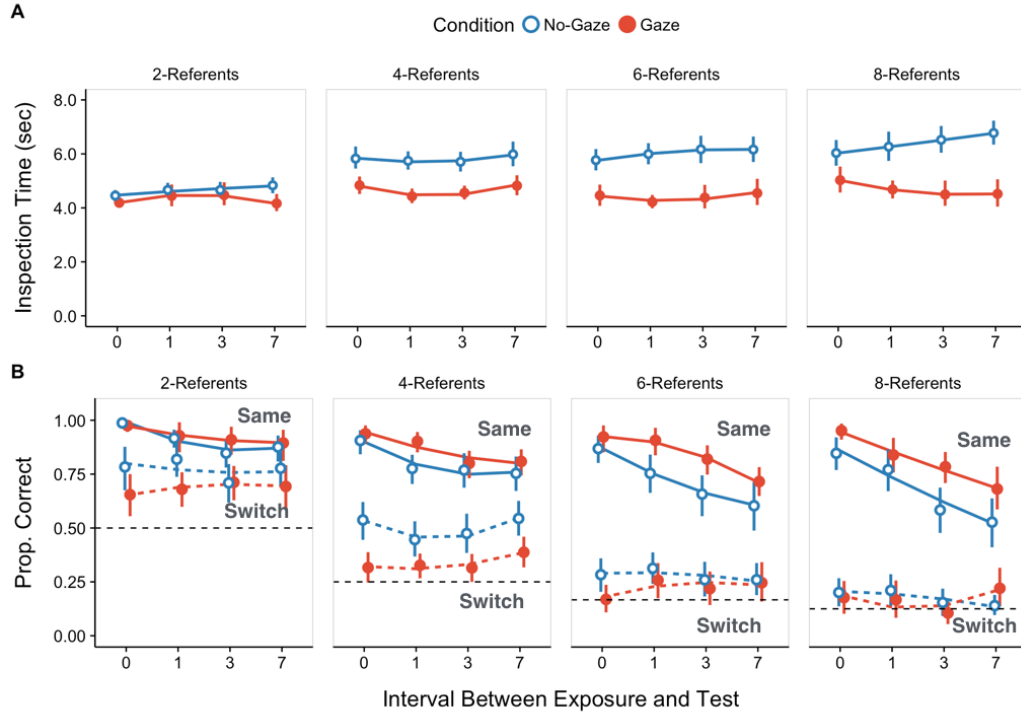 A
Condition No-Gaze Gaze
2-Referents 4-Referents 6-Referents 8-Referents
Inspection Time (sec)
8.0
6.0
4.0
2.0
0.0
0 1 3 7 0 1 3 7 0 1 3 7 0 1 3 7
B
2-Referents 4-Referents 6-Referents 8-Referents
Prop. Correct
1.00
0.75
0.50
0.25
0.00
Same Same Same Same
Switch Switch Switch Switch
0 1 3 7 0 1 3 7 0 1 3 7 0 1 3 7
Interval Between Exposure and Test